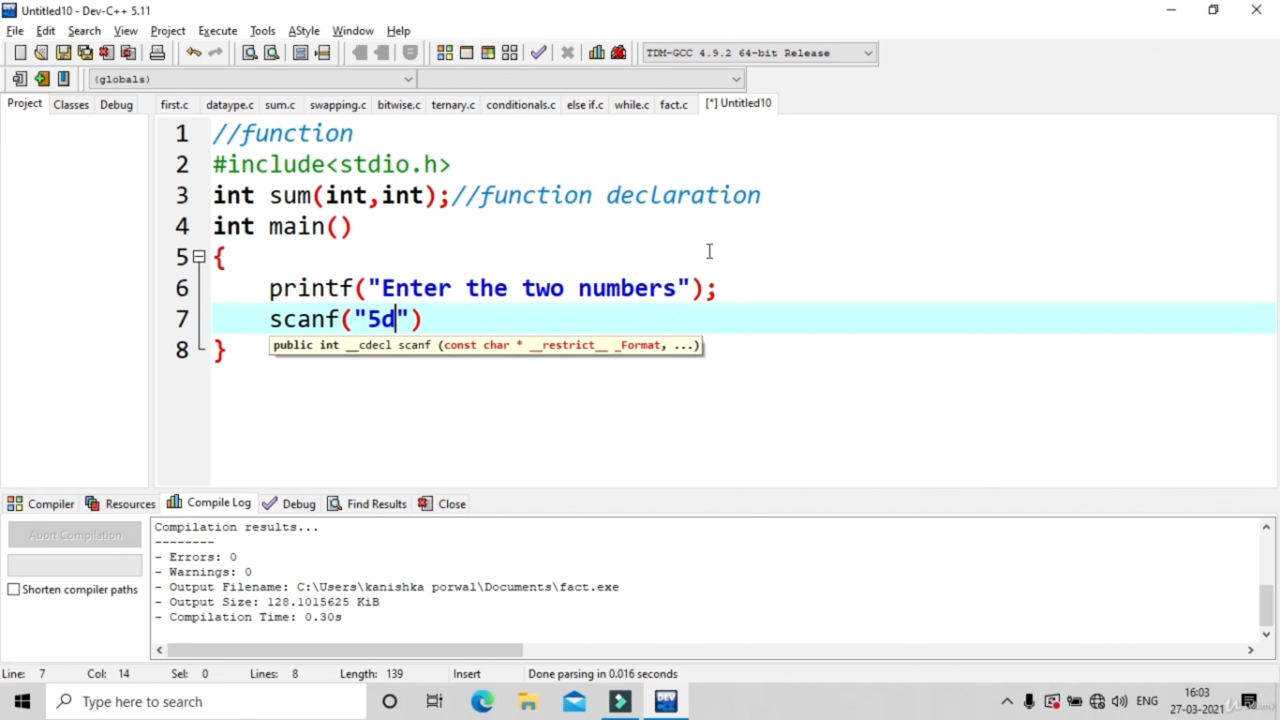 Untitled10 - Dev-C++ 5.11
File Edit Search View Project Execute Tools AStyle Window Help
TDM-GCC 4.9.2 64-bit Release
(globals)
Project Classes Debug first.c dataype.c sum.c swapping.c bitwise.c ternary.c conditionals.c else if.c while.c fact.c [*] Untitled10
1 //function
2 #include<stdio.h>
3 int sum(int,int);//function declaration
4 int main()
5 {
6 printf("Enter the two numbers");
7 scanf("5d")
public int __cdecl scanf (const char * __restrict__ _Format, ...)
8 }
Compiler Resources Compile Log Debug Find Results Close
Compilation results...
Abort Compilation
--------
- Errors: 0
- Warnings: 0
- Output Filename: C:\Users\kanishka porwal\Documents\fact.exe
Shorten compiler paths
- Output Size: 128.1015625 KiB
- Compilation Time: 0.30s
Line: 7 Col: 14 Sel: 0 Lines: 8 Length: 139 Insert Done parsing in 0.016 seconds
Type here to search
DEV
ENG
16:03
27-03-2021